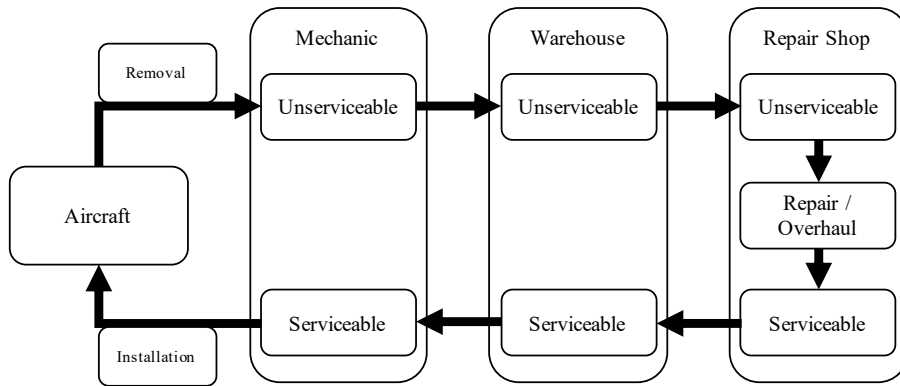 Mechanic
Warehouse
Repair Shop
Removal
Unserviceable
Unserviceable
Unserviceable
Aircraft
Repair /
Overhaul
Serviceable
Serviceable
Serviceable
Installation